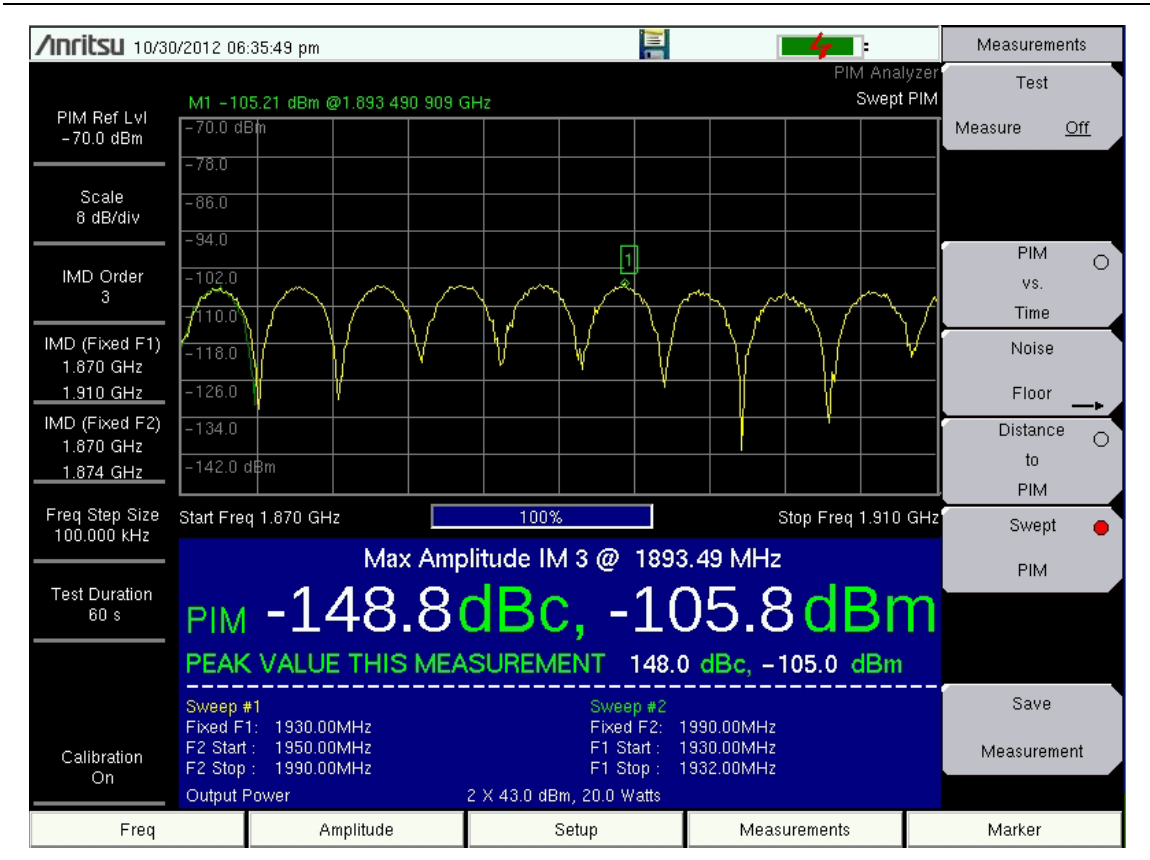 Anritsu 10/30/2012 06:35:49 pm
Measurements
PIM Analyzer
Swept PIM
M1 -105.21 dBm @1.893 490 909 GHz
PIM Ref Lvl
-70.0 dBm
Scale
8 dB/div
IMD Order
3
IMD (Fixed F1)
1.870 GHz
1.910 GHz
IMD (Fixed F2)
1.870 GHz
1.874 GHz
Freq Step Size
100.000 kHz
Test Duration
60 s
Calibration
On
-70.0 dBm
-78.0
-86.0
-94.0
-102.0
-110.0
-118.0
-126.0
-134.0
-142.0 dBm
1
Start Freq 1.870 GHz
100%
Stop Freq 1.910 GHz
Max Amplitude IM 3 @ 1893.49 MHz
PIM -148.8 dBc, -105.8 dBm
PEAK VALUE THIS MEASUREMENT 148.0 dBc, -105.0 dBm
Sweep #1
Fixed F1: 1930.00MHz
F2 Start : 1950.00MHz
F2 Stop : 1990.00MHz
Sweep #2
Fixed F2: 1990.00MHz
F1 Start : 1930.00MHz
F1 Stop : 1932.00MHz
Output Power 2 X 43.0 dBm, 20.0 Watts
Test
Measure Off
PIM
vs.
Time
Noise
Floor
Distance
to
PIM
Swept
PIM
Save
Measurement
Freq
Amplitude
Setup
Measurements
Marker